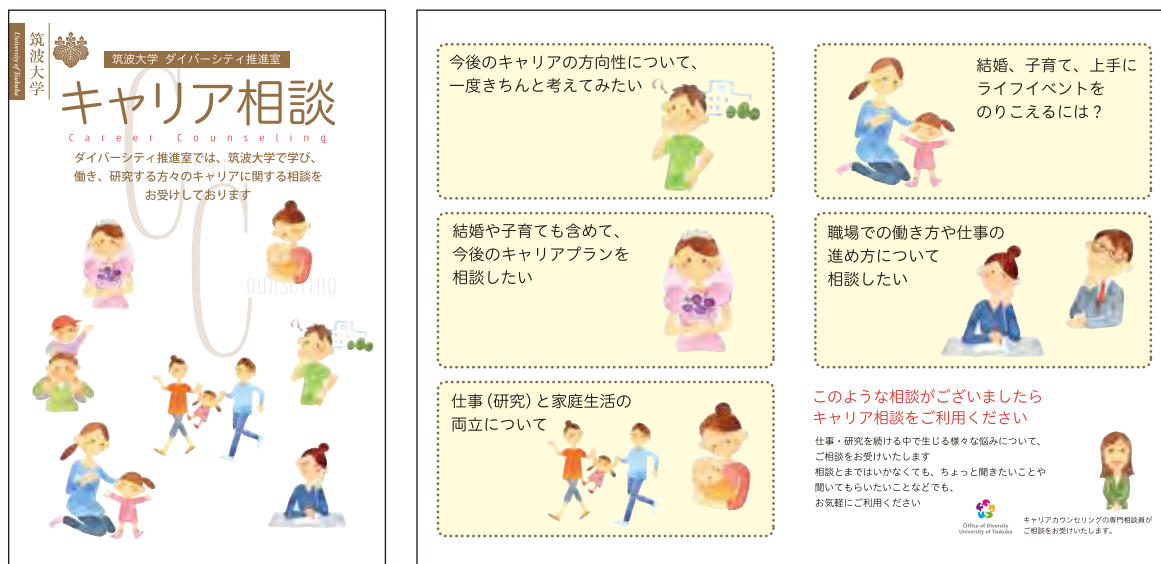 筑波大学
University of Tsukuba
筑波大学 ダイバーシティ推進室
キャリア相談
Career Counseling
ダイバーシティ推進室では、筑波大学で学び、
働き、研究する方々のキャリアに関する相談を
お受けしております
Career
Counseling
今後のキャリアの方向性について、
一度きちんと考えてみたい
結婚や子育ても含めて、
今後のキャリアプランを
相談したい
仕事（研究）と家庭生活の
両立について
結婚、子育て、上手に
ライフイベントを
のりこえるには？
職場での働き方や仕事の
進め方について
相談したい
このような相談がございましたら
キャリア相談をご利用ください
仕事・研究を続ける中で生じる様々な悩みについて、
ご相談をお受けいたします
相談とまではいかなくても、ちょっと聞きたいことや
聞いてもらいたいことなどでも、
お気軽にご利用ください
Office of Diversity
University of Tsukuba
キャリアカウンセリングの専門相談員が
ご相談をお受けいたします。